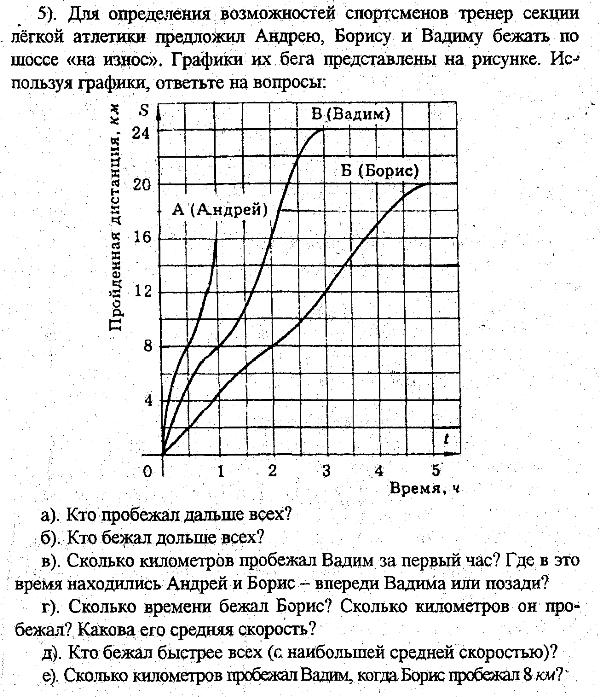 5). Для определения возможностей спортсменов тренер секции
лёгкой атлетики предложил Андрею, Борису и Вадиму бежать по
шоссе «на износ». Графики их бега представлены на рисунке. Ис-
пользуя графики, ответьте на вопросы:
Пройденная дистанция, км
S
В (Вадим)
24
Б (Борис)
20
А (Андрей)
16
12
8
4
t
0 1 2 3 4 5
Время, ч
а). Кто пробежал дальше всех?
б). Кто бежал дольше всех?
в). Сколько километров пробежал Вадим за первый час? Где в это
время находились Андрей и Борис – впереди Вадима или позади?
г). Сколько времени бежал Борис? Сколько километров он про-
бежал? Какова его средняя скорость?
д). Кто бежал быстрее всех (с наибольшей средней скоростью)?
е). Сколько километров пробежал Вадим, когда Борис пробежал 8 км?